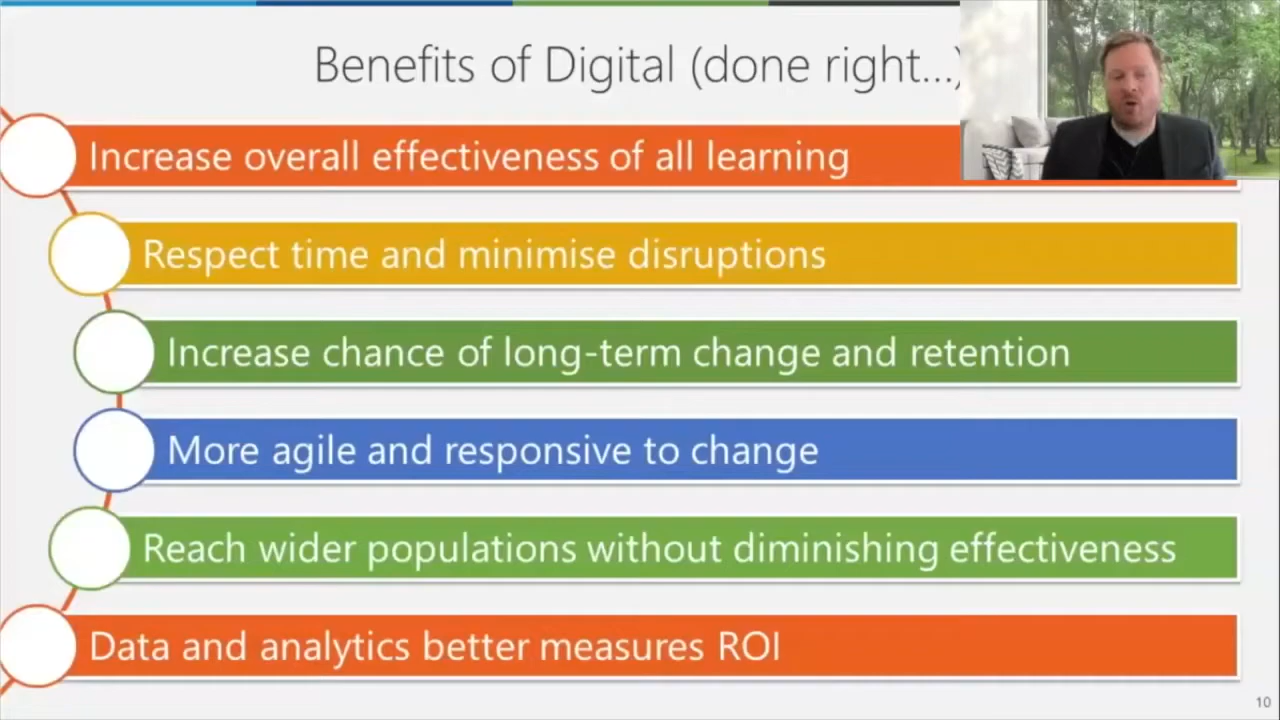 Benefits of Digital (done right...)
Increase overall effectiveness of all learning
Respect time and minimise disruptions
Increase chance of long-term change and retention
More agile and responsive to change
Reach wider populations without diminishing effectiveness
Data and analytics better measures ROI
10